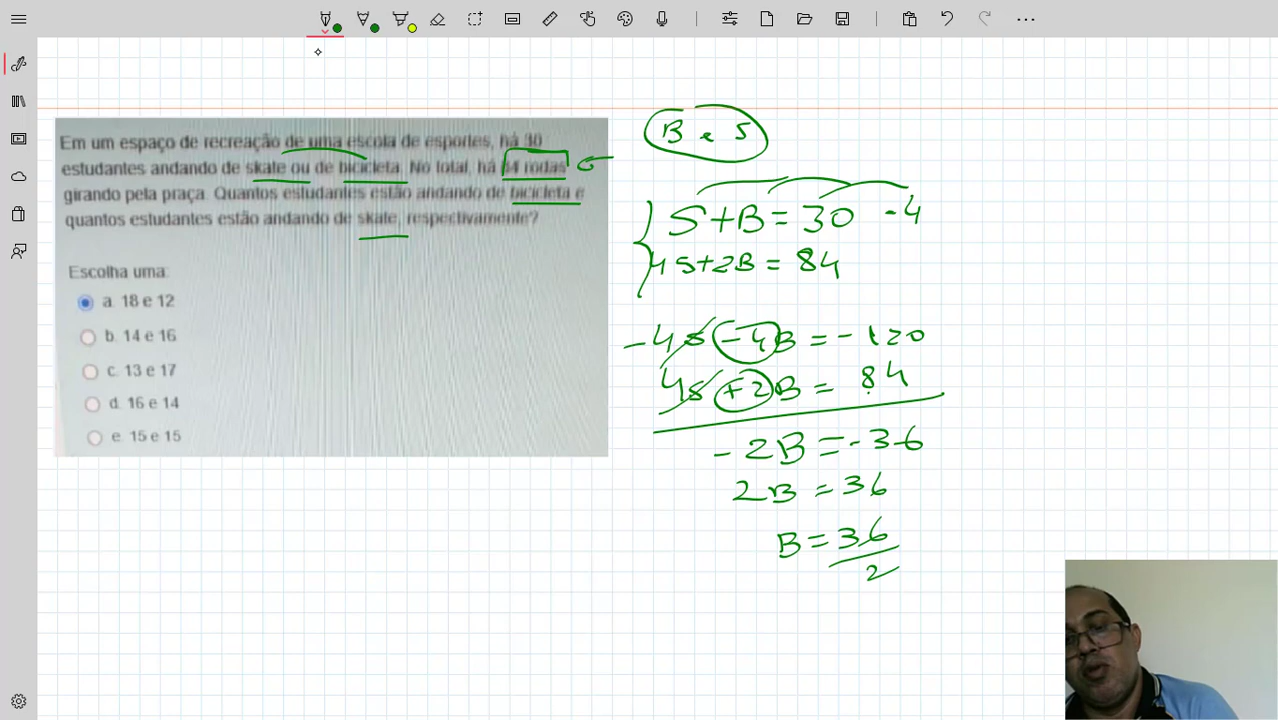 Em um espaço de recreação de uma escola de esportes, há 30
estudantes andando de skate ou de bicicleta. No total, há 84 rodas
girando pela praça. Quantos estudantes estão andando de bicicleta e
quantos estudantes estão andando de skate, respectivamente?
Escolha uma:
a. 18 e 12
b. 14 e 16
c. 13 e 17
d. 16 e 14
e. 15 e 15
B e S
S+B=30 -4
4S+2B=84
-4S-4B=-120
4S+2B=84
-2B=-36
2B=36
B=36
2